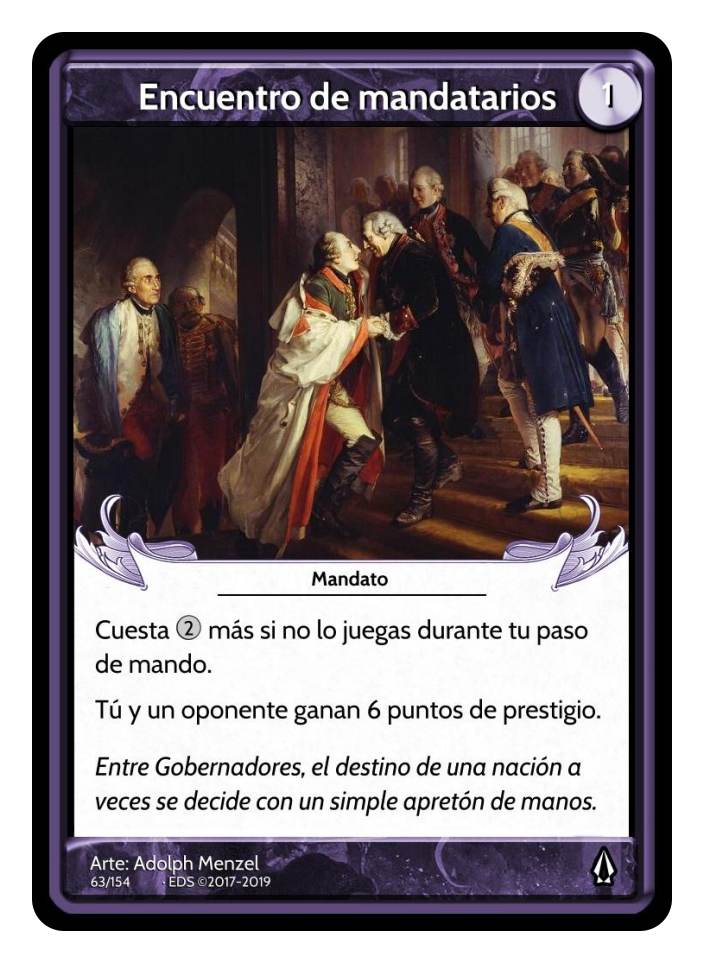 Encuentro de mandatarios
1
Mandato
Cuesta 2 más si no lo juegas durante tu paso
de mando.
Tú y un oponente ganan 6 puntos de prestigio.
Entre Gobernadores, el destino de una nación a
veces se decide con un simple apretón de manos.
Arte: Adolph Menzel
63/154 · EDS ©2017-2019